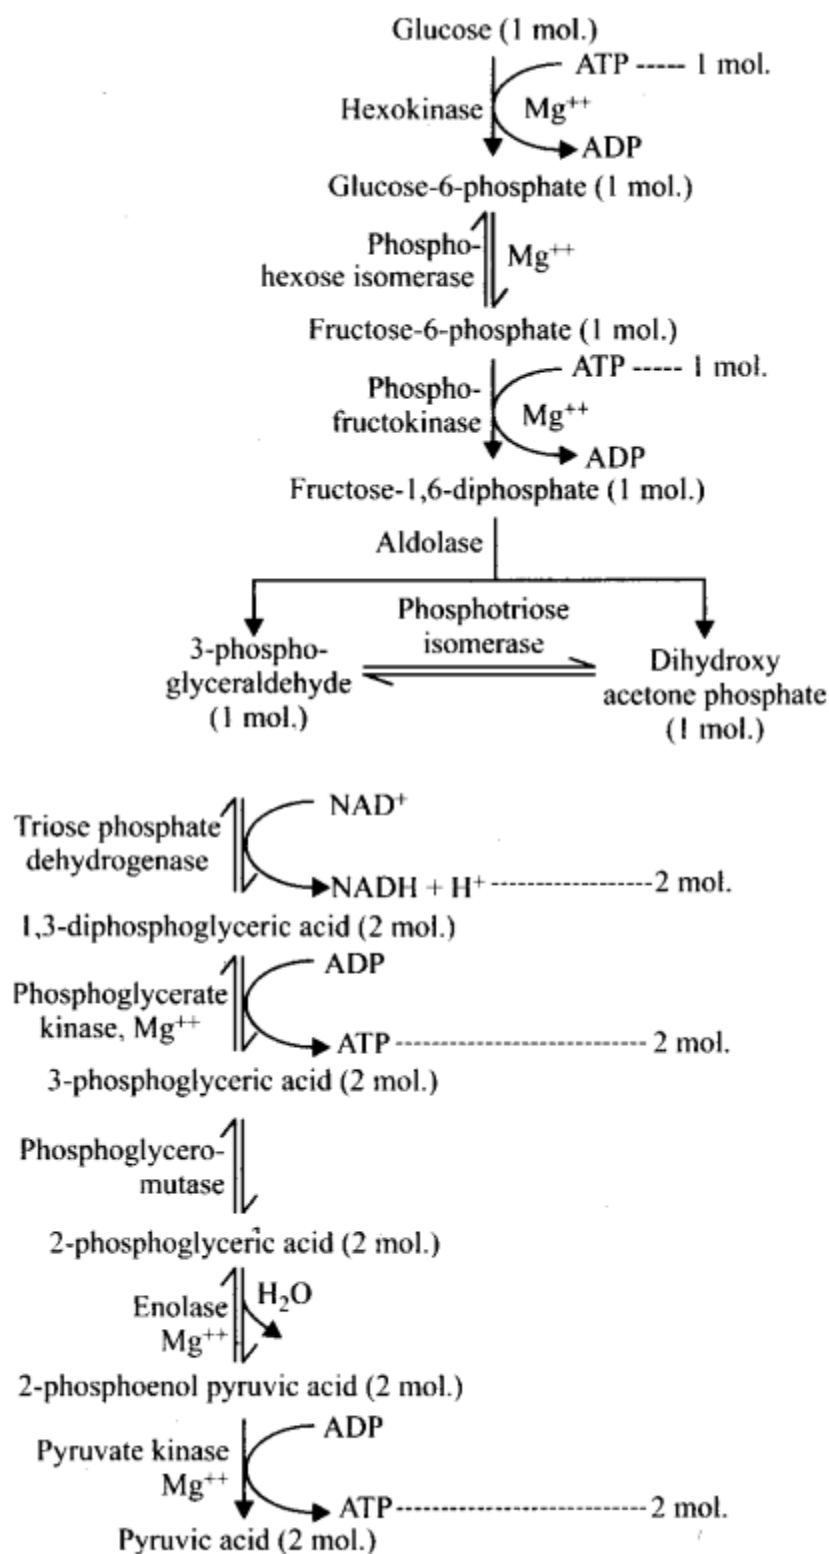 Glucose (1 mol.)
ATP ----- 1 mol.
Hexokinase Mg⁺⁺
ADP
Glucose-6-phosphate (1 mol.)
Phospho-
hexose isomerase Mg⁺⁺
Fructose-6-phosphate (1 mol.)
ATP ----- 1 mol.
Phospho-
fructokinase Mg⁺⁺
ADP
Fructose-1,6-diphosphate (1 mol.)
Aldolase
Phosphotriose
isomerase
3-phospho-
glyceraldehyde
(1 mol.)
Dihydroxy
acetone phosphate
(1 mol.)
NAD⁺
Triose phosphate
dehydrogenase
NADH + H⁺ ----------------- 2 mol.
1,3-diphosphoglyceric acid (2 mol.)
ADP
Phosphoglycerate
kinase, Mg⁺⁺
ATP -------------------------- 2 mol.
3-phosphoglyceric acid (2 mol.)
Phosphoglycero-
mutase
2-phosphoglyceric acid (2 mol.)
H₂O
Enolase
Mg⁺⁺
2-phosphoenol pyruvic acid (2 mol.)
ADP
Pyruvate kinase
Mg⁺⁺
ATP -------------------------- 2 mol.
Pyruvic acid (2 mol.)